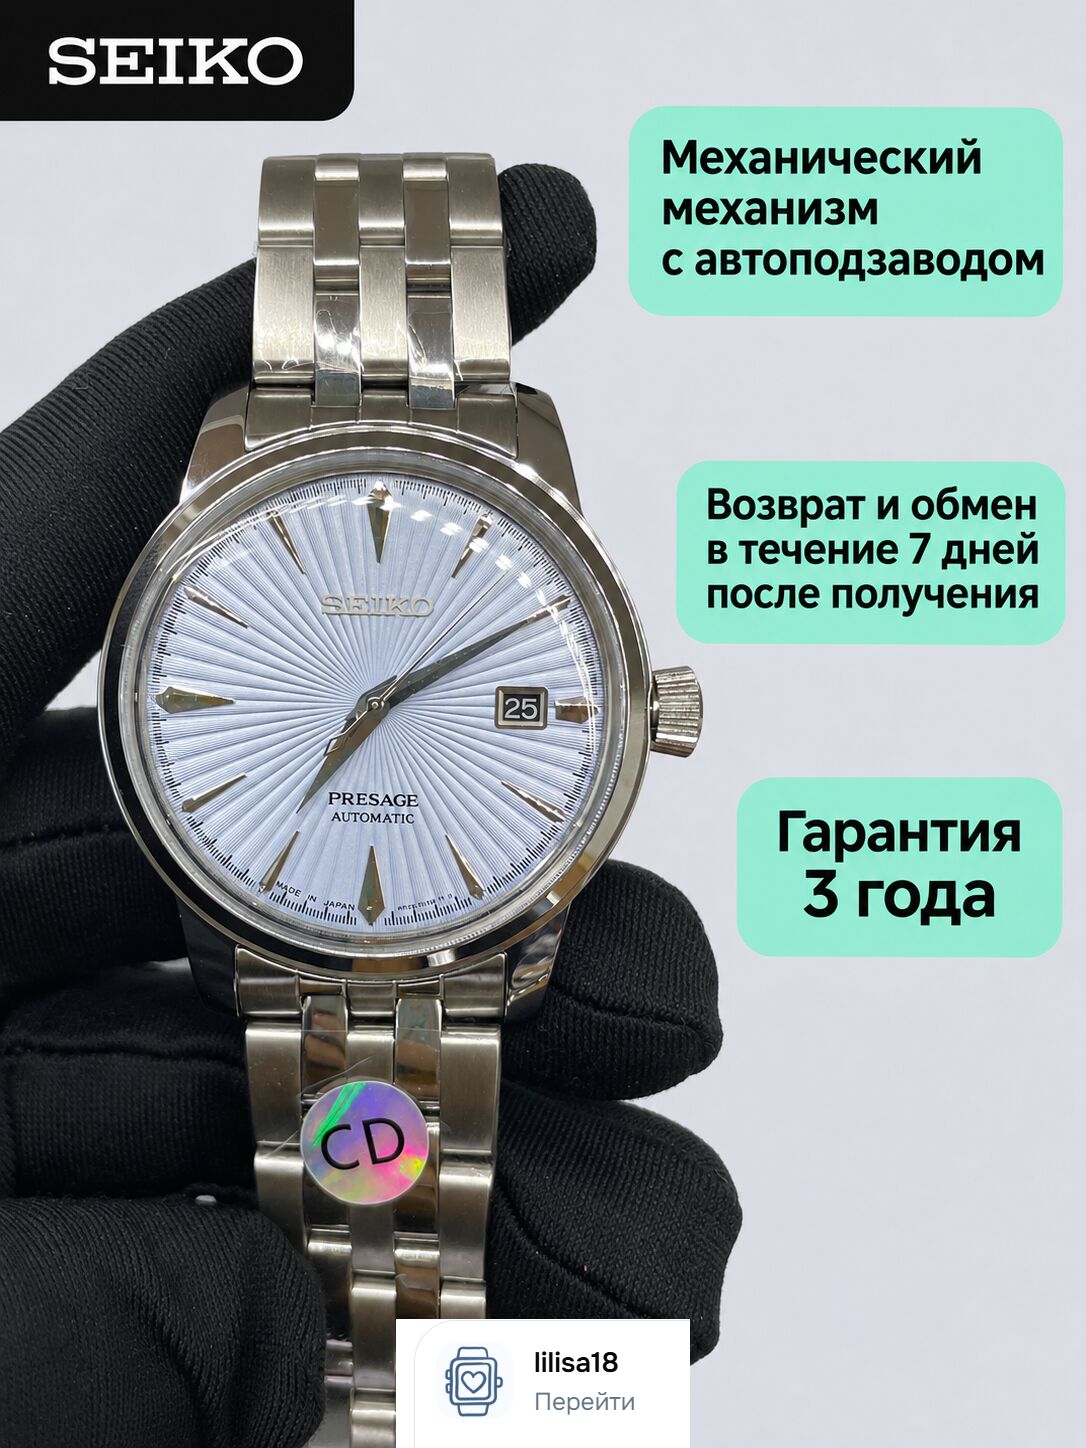 SEIKO
Механический
механизм
с автоподзаводом
Возврат и обмен
в течение 7 дней
после получения
Гарантия
3 года
SEIKO
25
PRESAGE
AUTOMATIC
MADE IN JAPAN
CD
lilisa18
Перейти